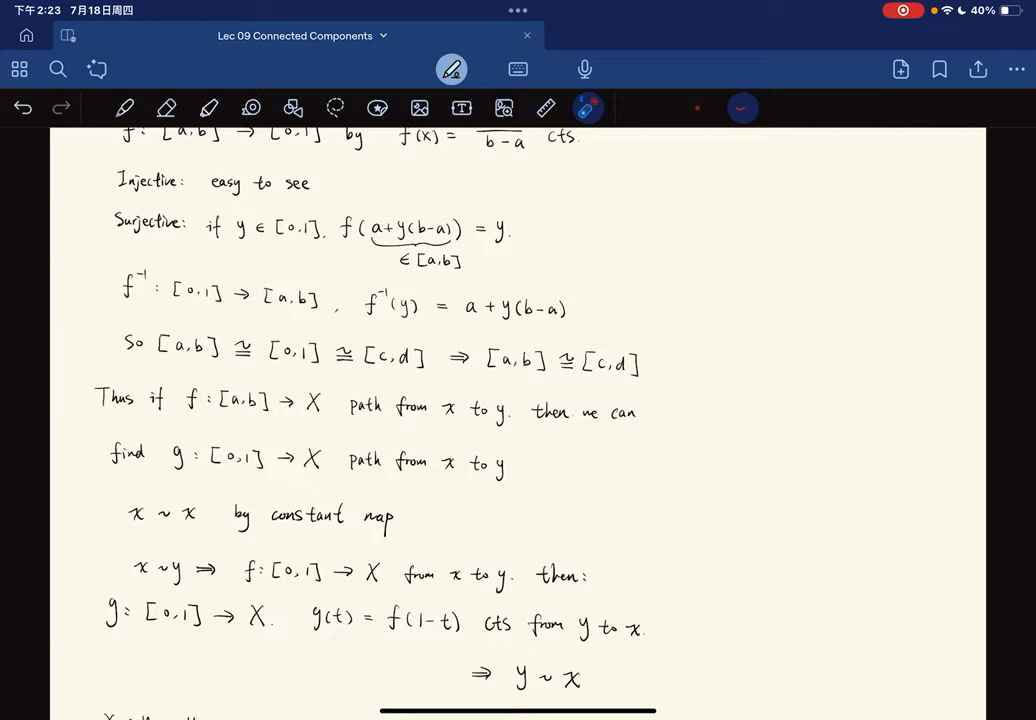 下午2:23 7月18日周四
40%
Lec 09 Connected Components
f : [a,b] → [0,1] by f(x) = b-a cts.
Injective: easy to see
Surjective: if y ∈ [0,1], f(a+y(b-a)) = y.
∈ [a,b]
f⁻¹ : [0,1] → [a,b], f⁻¹(y) = a + y(b-a)
So [a,b] ≅ [0,1] ≅ [c,d] ⇒ [a,b] ≅ [c,d]
Thus if f : [a,b] → X path from x to y. then we can
find g : [0,1] → X path from x to y
x ~ x by constant map
x ~ y ⇒ f : [0,1] → X from x to y. then:
g : [0,1] → X. g(t) = f(1-t) cts from y to x.
⇒ y ~ x